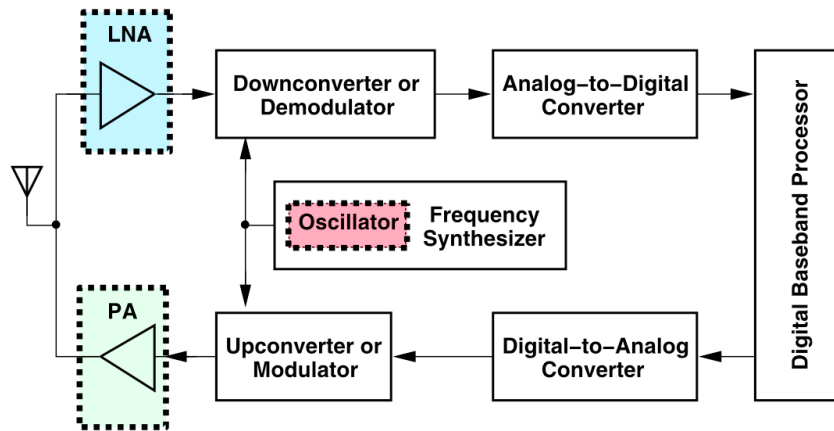 LNA
Downconverter or
Demodulator
Analog–to–Digital
Converter
Digital Baseband Processor
Oscillator
Frequency
Synthesizer
PA
Upconverter or
Modulator
Digital–to–Analog
Converter